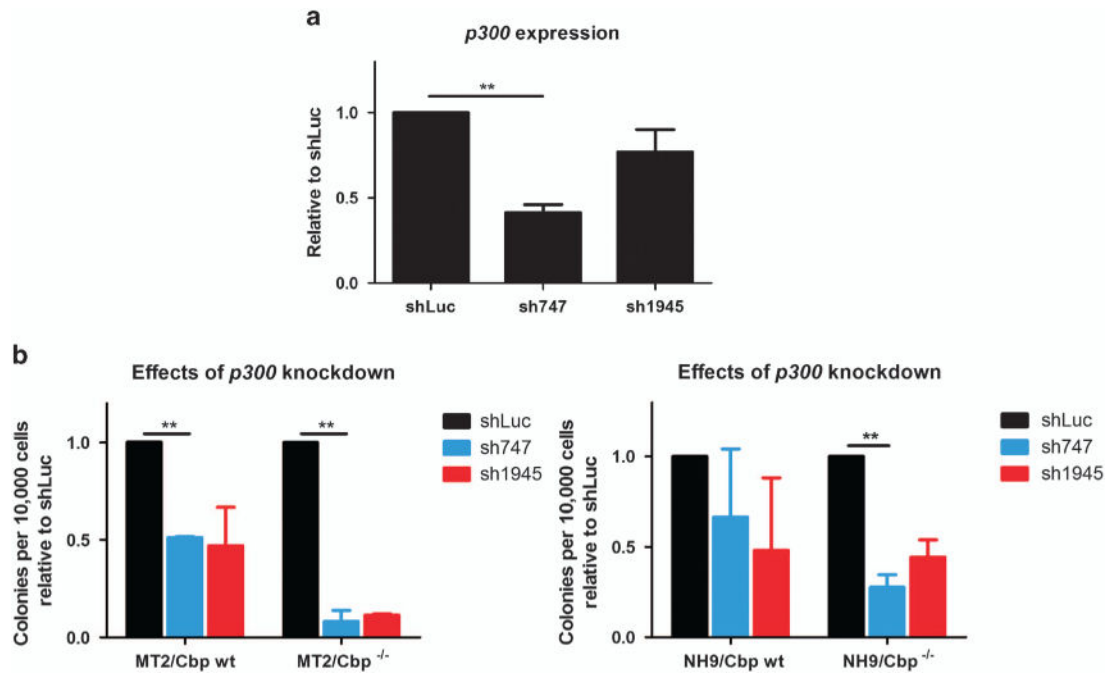 a
p300 expression
**
Relative to shLuc
1.0
0.5
0.0
shLuc sh747 sh1945
b
Effects of p300 knockdown
Colonies per 10,000 cells
relative to shLuc
1.0
0.5
0.0
** **
shLuc
sh747
sh1945
MT2/Cbp wt MT2/Cbp -/-
Effects of p300 knockdown
Colonies per 10,000 cells
relative to shLuc
1.0
0.5
0.0
**
shLuc
sh747
sh1945
NH9/Cbp wt NH9/Cbp -/-